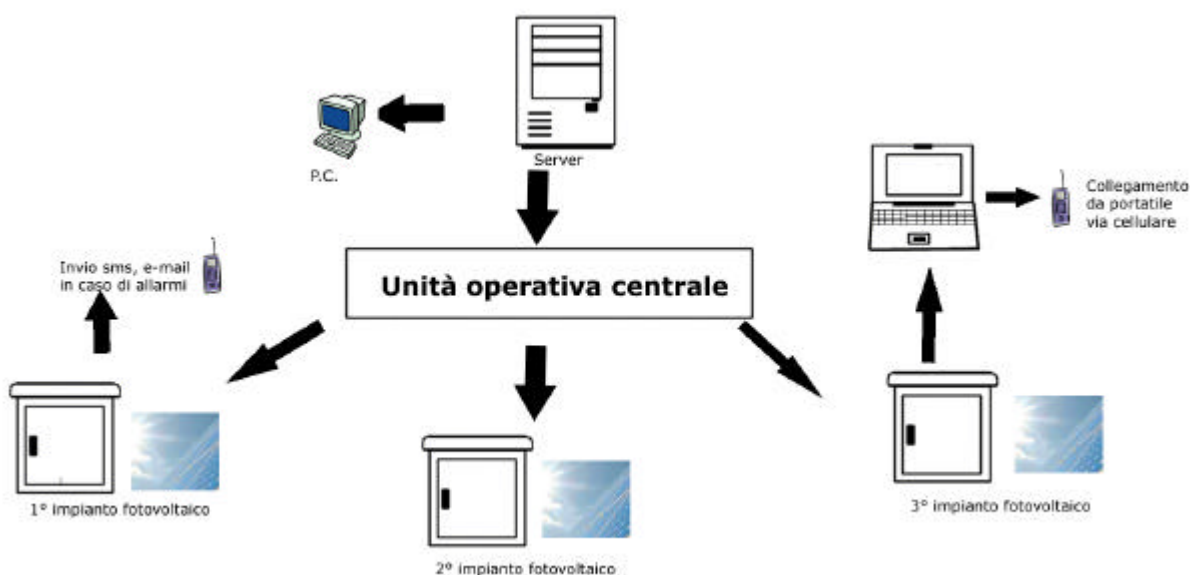 Server
P.C.
Collegamento
da portatile
via cellulare
Invio sms, e-mail
in caso di allarmi
Unità operativa centrale
1° impianto fotovoltaico
2° impianto fotovoltaico
3° impianto fotovoltaico